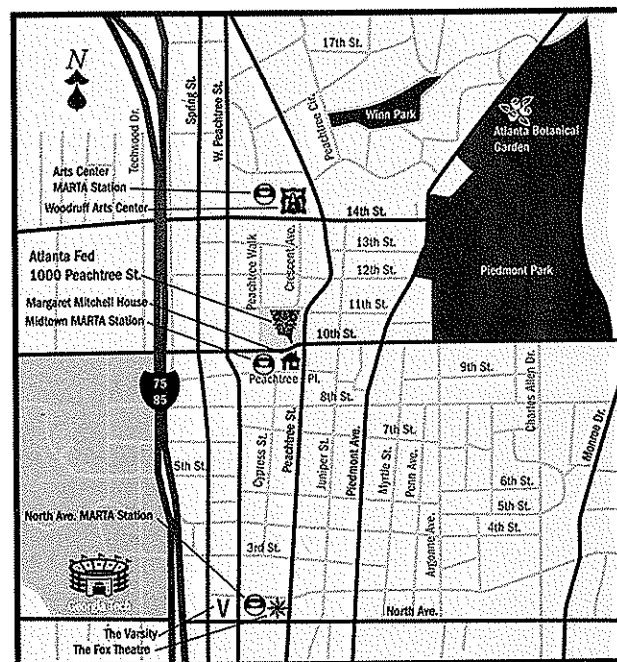 N
Techwood Dr.
Spring St.
W. Peachtree St.
17th St.
Peachtree Cir.
Winn Park
Atlanta Botanical
Garden
Arts Center
MARTA Station
Woodruff Arts Center
14th St.
Peachtree Walk
Crescent Ave.
13th St.
12th St.
11th St.
10th St.
Piedmont Park
Atlanta Fed
1000 Peachtree St.
Margaret Mitchell House
Midtown MARTA Station
75
85
Peachtree Pl.
9th St.
8th St.
Charles Allen Dr.
Monroe Dr.
7th St.
Cypress St.
Peachtree St.
Juniper St.
Piedmont Ave.
Myrtle St.
Penn Ave.
5th St.
6th St.
5th St.
4th St.
Argonne Ave.
North Ave. MARTA Station
3rd St.
Georgia Tech
V
North Ave.
The Varsity
The Fox Theatre